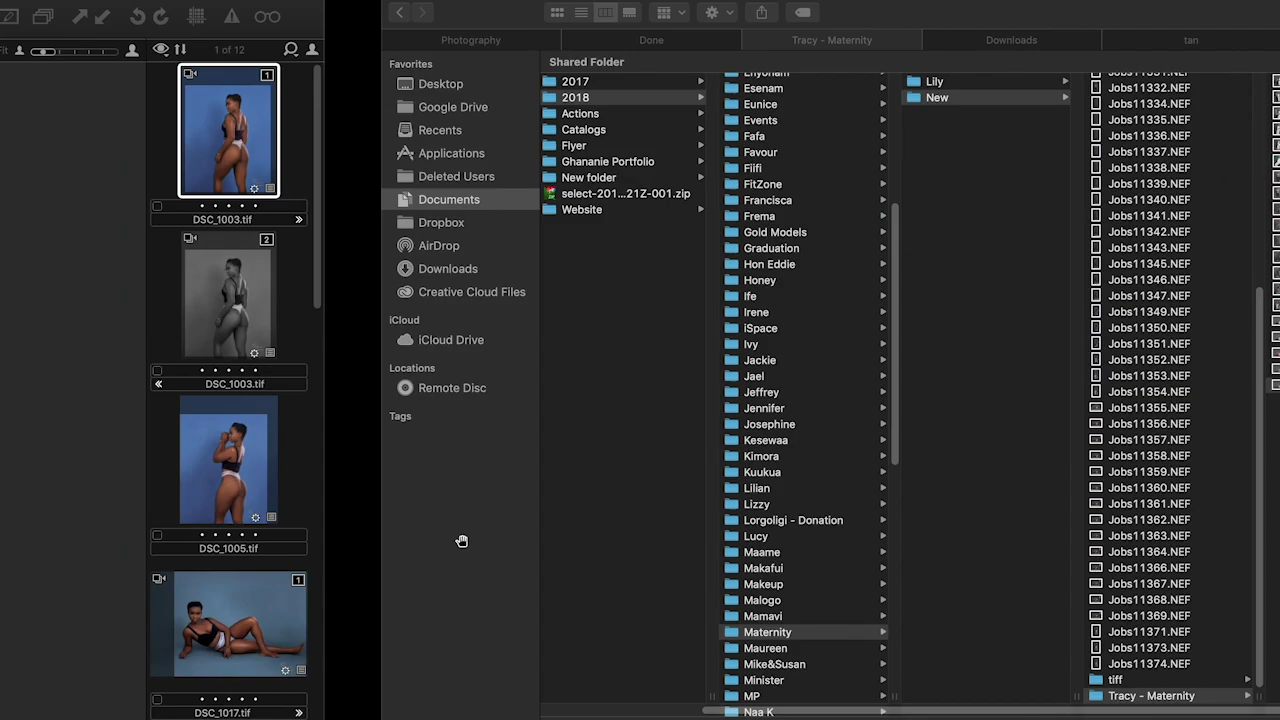 Fit
1 of 12
1
DSC_1003.tif
2
DSC_1003.tif
DSC_1005.tif
1
DSC_1017.tif
Photography
Done
Tracy - Maternity
Downloads
tan
Favorites
Desktop
Google Drive
Recents
Applications
Deleted Users
Documents
Dropbox
AirDrop
Downloads
Creative Cloud Files
iCloud
iCloud Drive
Locations
Remote Disc
Tags
Shared Folder
2017
2018
Actions
Catalogs
Flyer
Ghananie Portfolio
New folder
select-201...21Z-001.zip
Website
Enyonam
Esenam
Eunice
Events
Fafa
Favour
Fiifi
FitZone
Francisca
Frema
Gold Models
Graduation
Hon Eddie
Honey
Ife
Irene
iSpace
Ivy
Jackie
Jael
Jeffrey
Jennifer
Josephine
Kesewaa
Kimora
Kuukua
Lilian
Lizzy
Lorgoligi - Donation
Lucy
Maame
Makafui
Makeup
Malogo
Mamavi
Maternity
Maureen
Mike&Susan
Minister
MP
Naa K
Lily
New
Jobs11331.NEF
Jobs11332.NEF
Jobs11334.NEF
Jobs11335.NEF
Jobs11336.NEF
Jobs11337.NEF
Jobs11338.NEF
Jobs11339.NEF
Jobs11340.NEF
Jobs11341.NEF
Jobs11342.NEF
Jobs11343.NEF
Jobs11345.NEF
Jobs11346.NEF
Jobs11347.NEF
Jobs11349.NEF
Jobs11350.NEF
Jobs11351.NEF
Jobs11352.NEF
Jobs11353.NEF
Jobs11354.NEF
Jobs11355.NEF
Jobs11356.NEF
Jobs11357.NEF
Jobs11358.NEF
Jobs11359.NEF
Jobs11360.NEF
Jobs11361.NEF
Jobs11362.NEF
Jobs11363.NEF
Jobs11364.NEF
Jobs11366.NEF
Jobs11367.NEF
Jobs11368.NEF
Jobs11369.NEF
Jobs11371.NEF
Jobs11373.NEF
Jobs11374.NEF
tiff
Tracy - Maternity